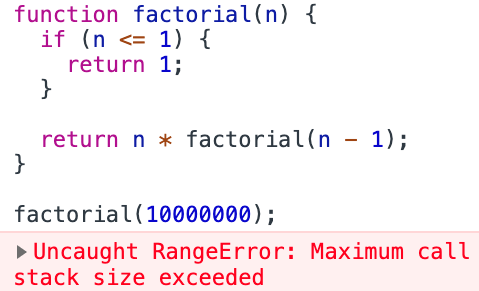 function factorial(n) {
  if (n <= 1) {
    return 1;
  }

  return n * factorial(n - 1);
}

factorial(10000000);
▶Uncaught RangeError: Maximum call
stack size exceeded